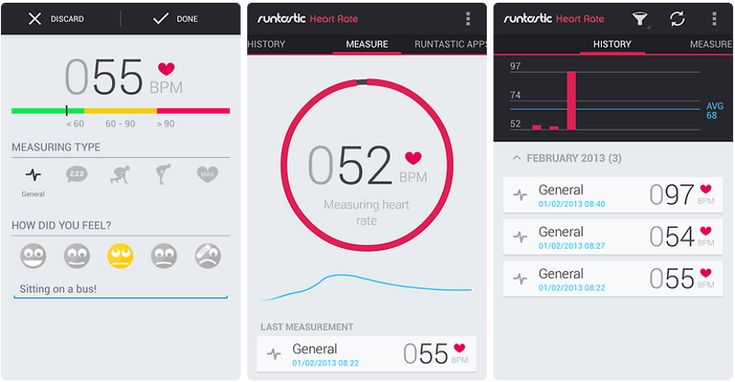 DISCARD DONE
055 BPM
< 60 60 - 90 > 90
MEASURING TYPE
zzz MAX
General
HOW DID YOU FEEL?
Sitting on a bus!
runtastic Heart Rate
HISTORY MEASURE RUNTASTIC APPS
052 BPM
Measuring heart
rate
LAST MEASUREMENT
General
01/02/2013 08:22
055 BPM
runtastic Heart Rate
HISTORY MEASURE
97
74
52
AVG
68
FEBRUARY 2013 (3)
General
01/02/2013 08:40
097 BPM
General
01/02/2013 08:27
054 BPM
General
01/02/2013 08:22
055 BPM